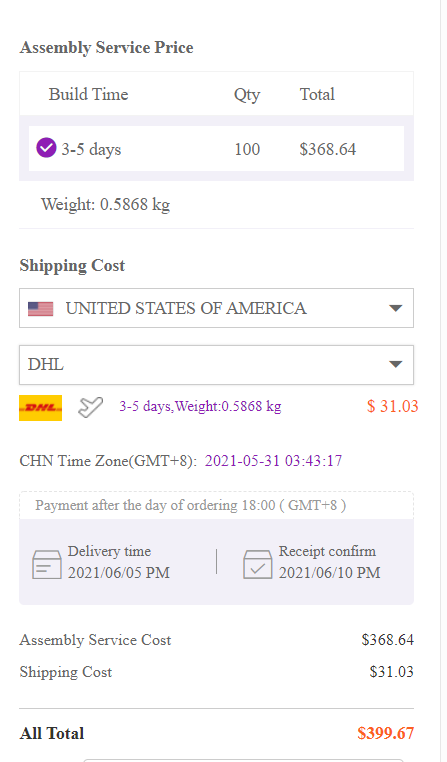 Assembly Service Price
Build Time Qty Total
3-5 days 100 $368.64
Weight: 0.5868 kg
Shipping Cost
UNITED STATES OF AMERICA
DHL
DHL 3-5 days,Weight:0.5868 kg $ 31.03
CHN Time Zone(GMT+8): 2021-05-31 03:43:17
Payment after the day of ordering 18:00 ( GMT+8 )
Delivery time Receipt confirm
2021/06/05 PM 2021/06/10 PM
Assembly Service Cost $368.64
Shipping Cost $31.03
All Total $399.67